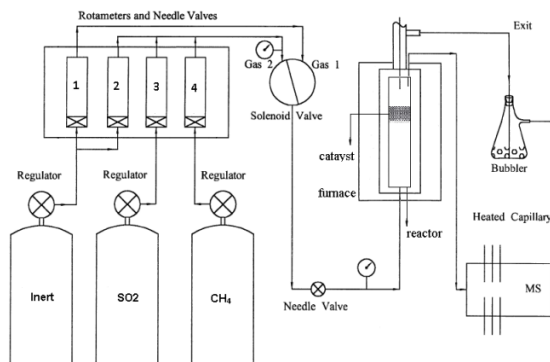 Rotameters and Needle Valves
Exit
Gas 2
Gas 1
1
2
3
4
Solenoid Valve
catayst
Bubbler
Regulator
Regulator
Regulator
furnace
Heated Capillary
reactor
Inert
SO2
CH₄
MS
Needle Valve